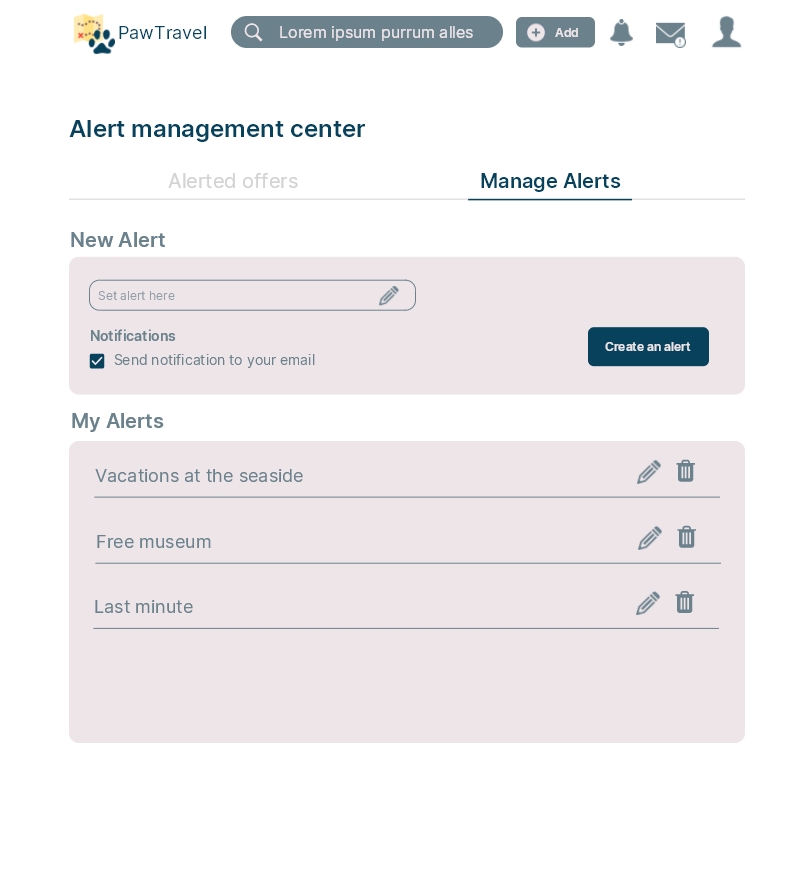 PawTravel
Lorem ipsum purrum alles
Add
Alert management center
Alerted offers
Manage Alerts
New Alert
Set alert here
Notifications
Send notification to your email
Create an alert
My Alerts
Vacations at the seaside
Free museum
Last minute